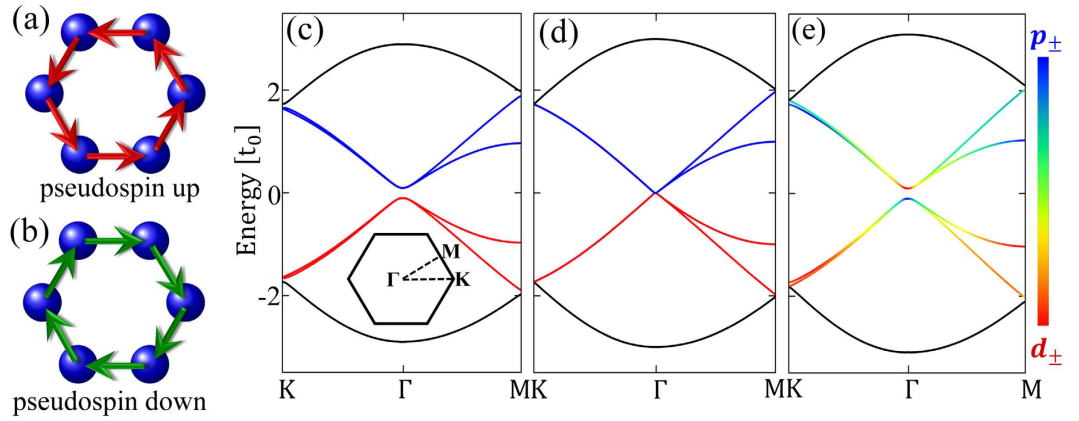 (a)
pseudospin up
(b)
pseudospin down
(c)
(d)
(e)
Energy [t₀]
2
0
-2
Γ
M
K
K
Γ
M
K
Γ
M
K
Γ
M
p±
d±